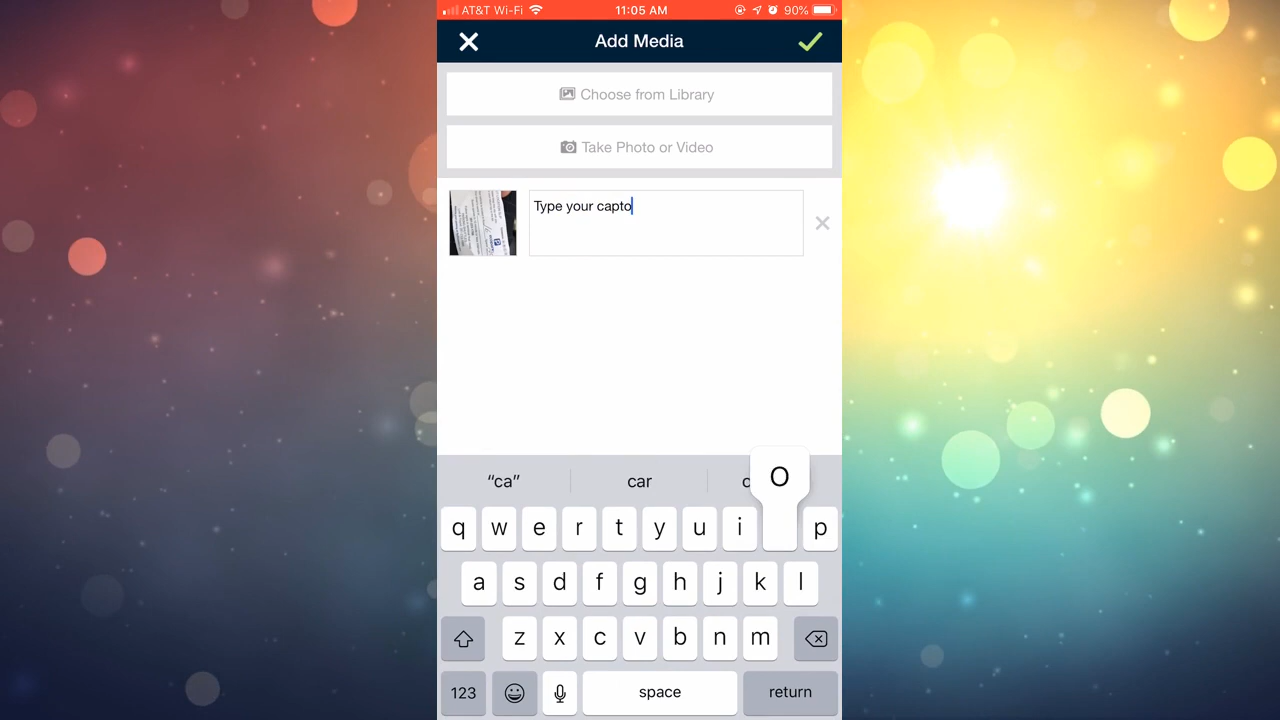 AT&T Wi-Fi 11:05 AM 90%
Add Media
Choose from Library
Take Photo or Video
Type your capto
“ca” car
O
q w e r t y u i p
a s d f g h j k l
z x c v b n m
123 space return